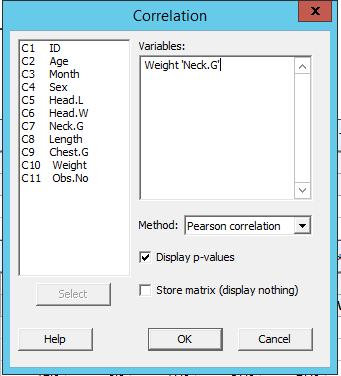 Correlation
x
C1 ID
C2 Age
C3 Month
C4 Sex
C5 Head.L
C6 Head.W
C7 Neck.G
C8 Length
C9 Chest.G
C10 Weight
C11 Obs.No
Select
Variables:
Weight 'Neck.G'
Method: Pearson correlation
Display p-values
Store matrix (display nothing)
Help
OK
Cancel